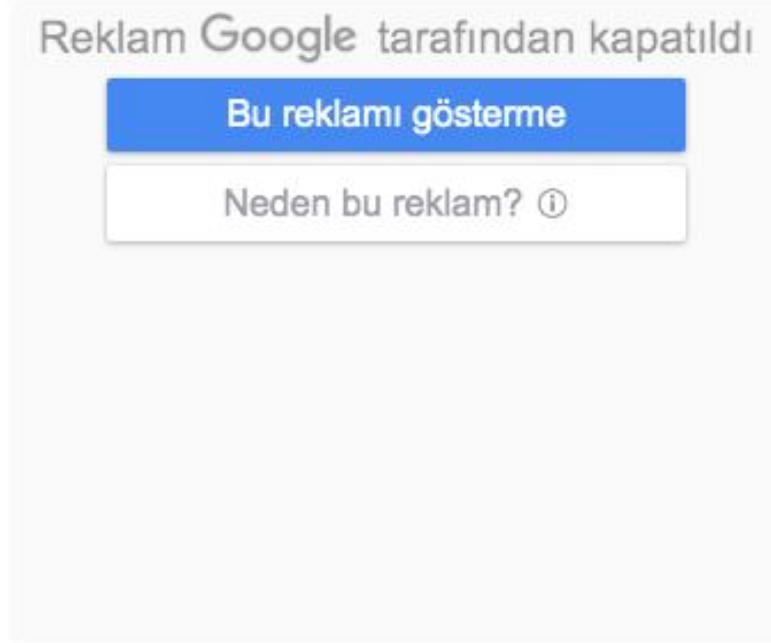 Reklam Google tarafından kapatıldı
Bu reklamı gösterme
Neden bu reklam?